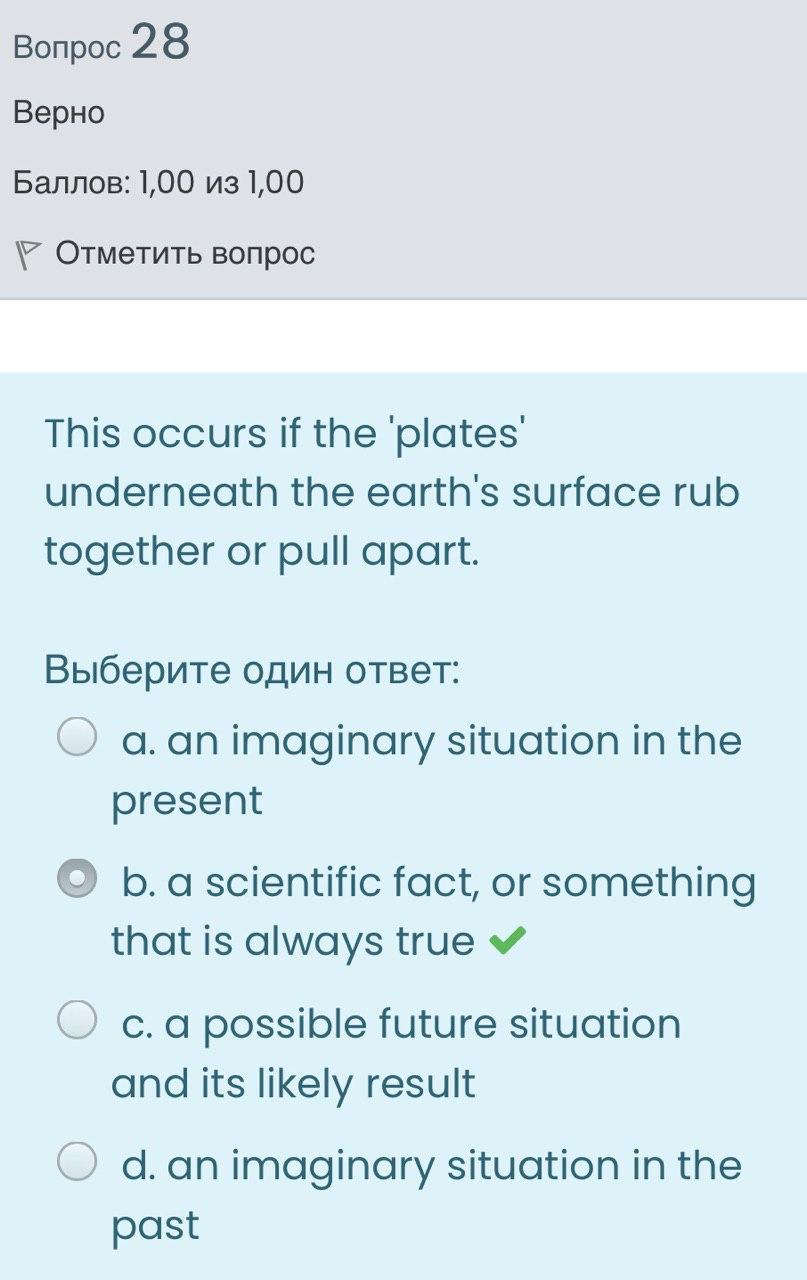 Вопрос 28
Верно
Баллов: 1,00 из 1,00
Отметить вопрос
This occurs if the 'plates'
underneath the earth's surface rub
together or pull apart.
Выберите один ответ:
a. an imaginary situation in the
present
b. a scientific fact, or something
that is always true
c. a possible future situation
and its likely result
d. an imaginary situation in the
past